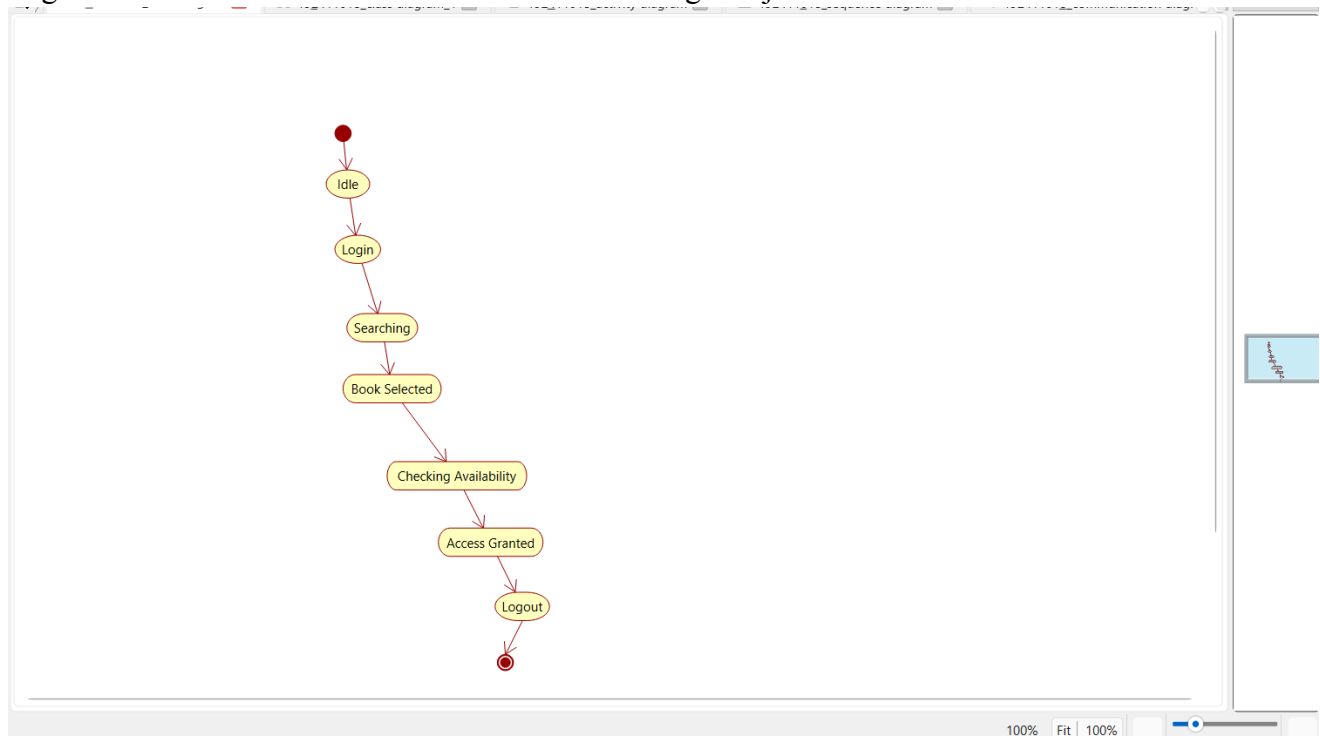 Idle
Login
Searching
Book Selected
Checking Availability
Access Granted
Logout
100% Fit 100%